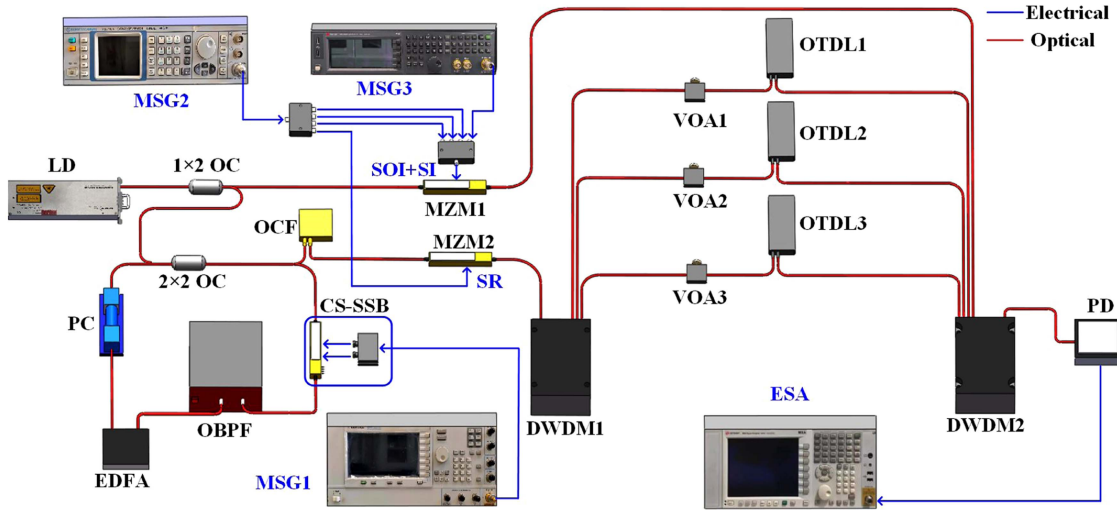 Electrical
Optical
MSG2
MSG3
OTDL1
VOA1
OTDL2
VOA2
OTDL3
VOA3
LD
1×2 OC
SOI+SI
MZM1
OCF
MZM2
SR
2×2 OC
PC
CS-SSB
PD
OBPF
EDFA
MSG1
DWDM1
ESA
DWDM2